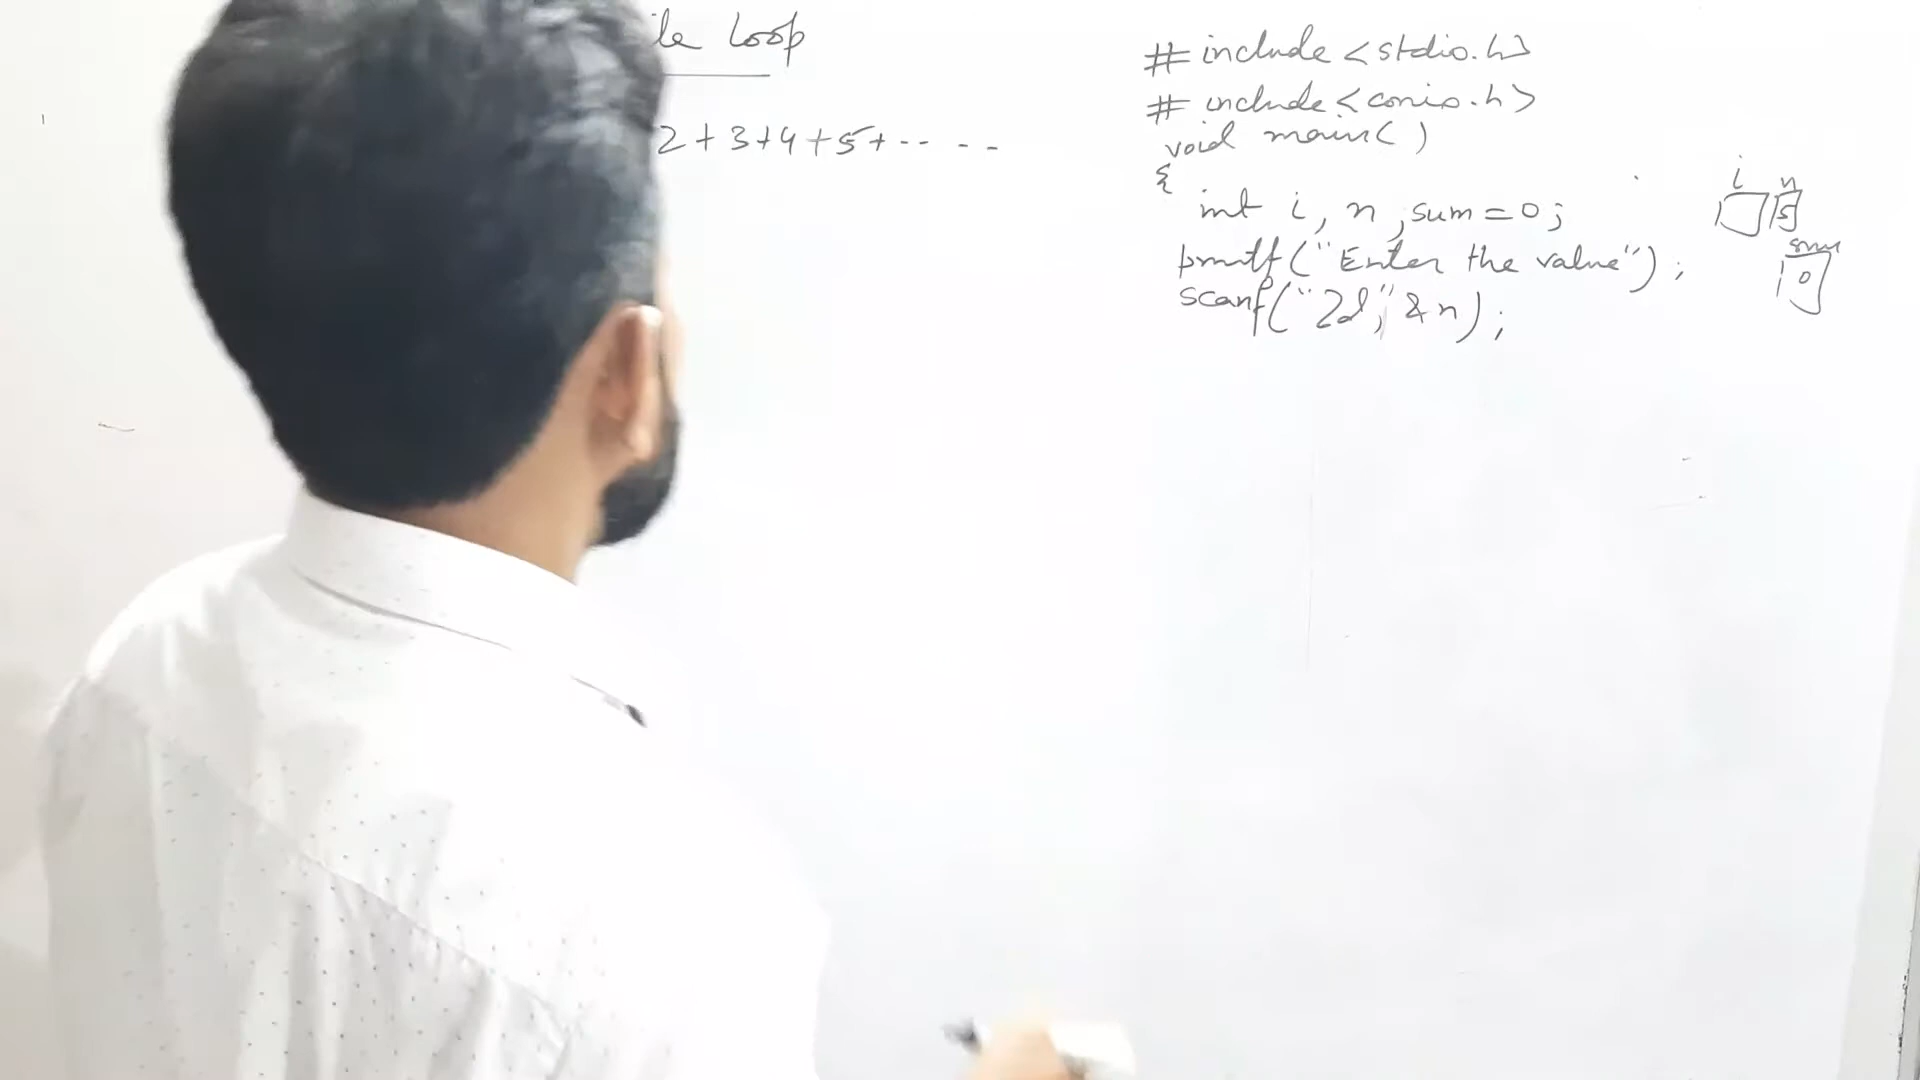 le Loop
2+3+4+5+-- --
# include <stdio.h>
# include <conio.h>
void main( )
{
int i, n, sum = 0;
printf("Enter the value");
scanf("%d", &n);
i n
5
sum
0